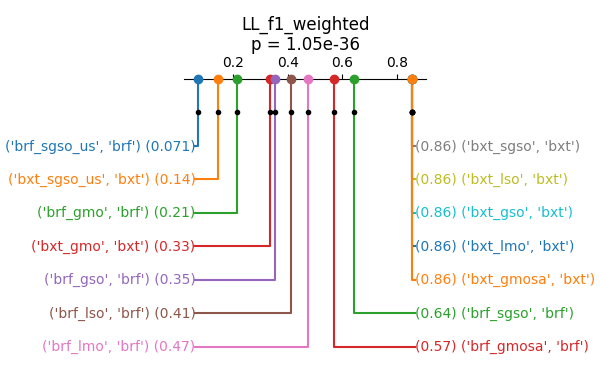 LL_f1_weighted
p = 1.05e-36
0.2 0.4 0.6 0.8
('brf_sgso_us', 'brf') (0.071) (0.86) ('bxt_sgso', 'bxt')
('bxt_sgso_us', 'bxt') (0.14) (0.86) ('bxt_lso', 'bxt')
('brf_gmo', 'brf') (0.21) (0.86) ('bxt_gso', 'bxt')
('bxt_gmo', 'bxt') (0.33) (0.86) ('bxt_lmo', 'bxt')
('brf_gso', 'brf') (0.35) (0.86) ('bxt_gmosa', 'bxt')
('brf_lso', 'brf') (0.41) (0.64) ('brf_sgso', 'brf')
('brf_lmo', 'brf') (0.47) (0.57) ('brf_gmosa', 'brf')